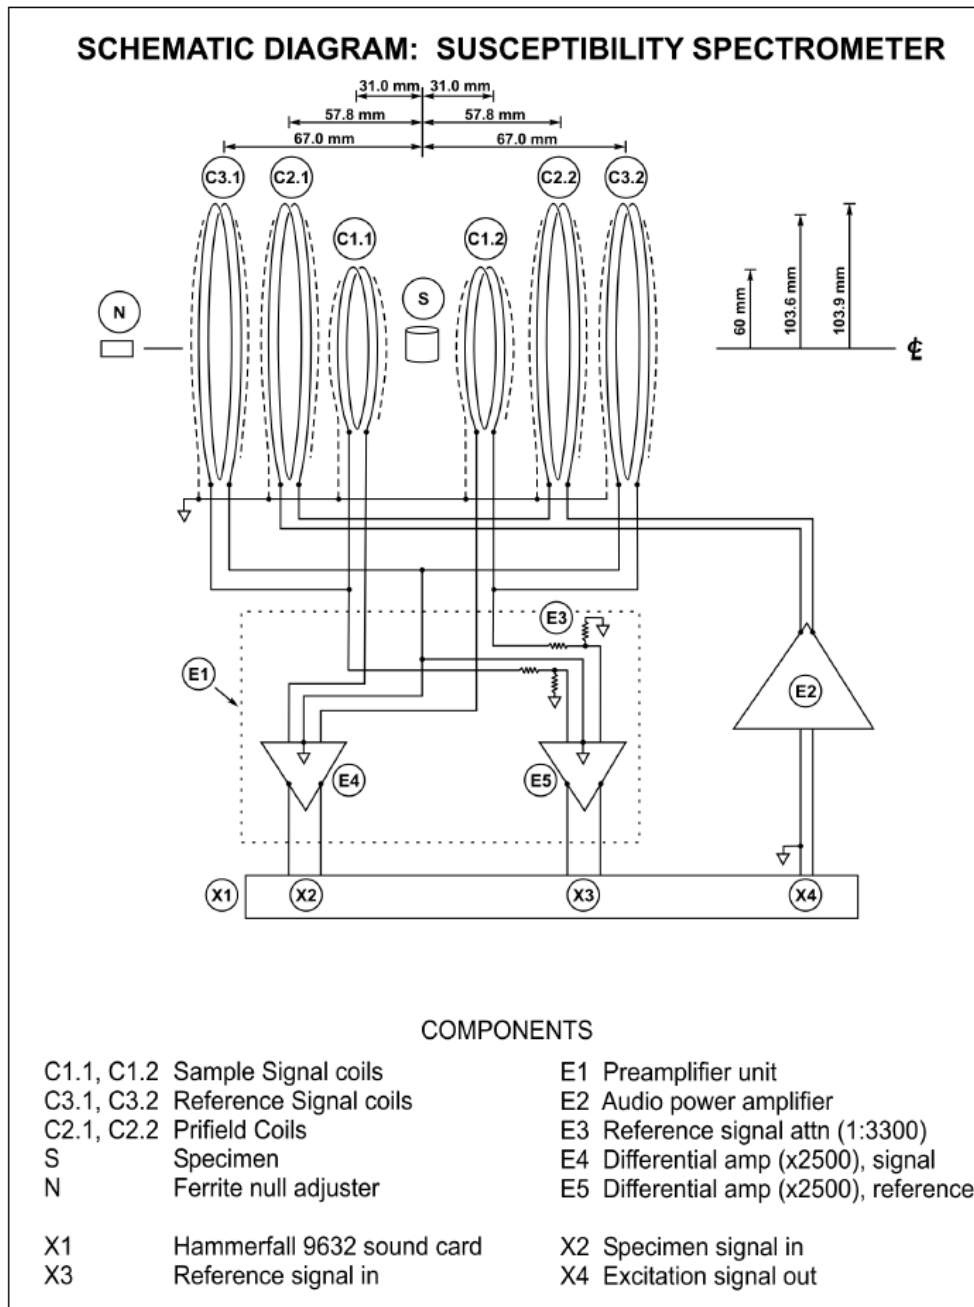 SCHEMATIC DIAGRAM: SUSCEPTIBILITY SPECTROMETER
31.0 mm 31.0 mm
57.8 mm 57.8 mm
67.0 mm 67.0 mm
C3.1 C2.1 C2.2 C3.2
C1.1 C1.2
N S
60 mm
103.6 mm
103.9 mm
℄
E3
E1
E2
E4 E5
X1 X2 X3 X4
COMPONENTS
C1.1, C1.2 Sample Signal coils
C3.1, C3.2 Reference Signal coils
C2.1, C2.2 Prifield Coils
S Specimen
N Ferrite null adjuster
X1 Hammerfall 9632 sound card
X3 Reference signal in
E1 Preamplifier unit
E2 Audio power amplifier
E3 Reference signal attn (1:3300)
E4 Differential amp (x2500), signal
E5 Differential amp (x2500), reference
X2 Specimen signal in
X4 Excitation signal out